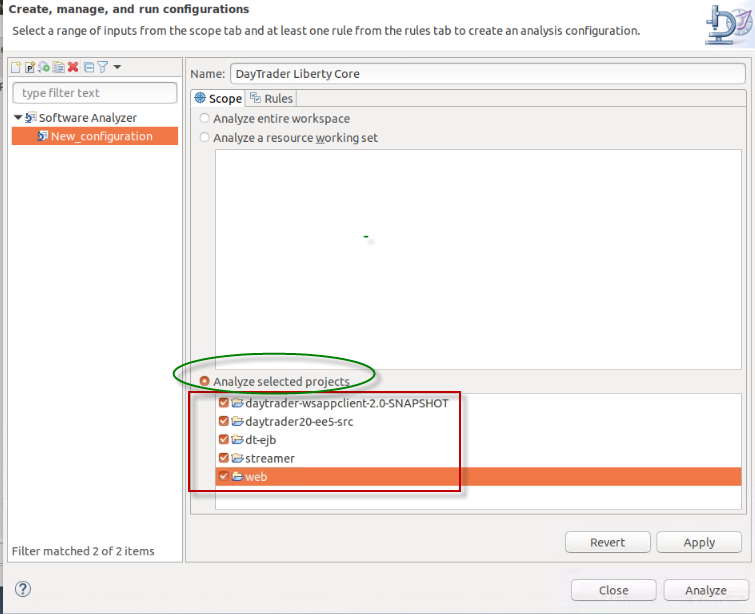 Create, manage, and run configurations
Select a range of inputs from the scope tab and at least one rule from the rules tab to create an analysis configuration.
type filter text
Software Analyzer
New_configuration
Filter matched 2 of 2 items
Name: DayTrader Liberty Core
Scope Rules
Analyze entire workspace
Analyze a resource working set
Analyze selected projects
daytrader-wsappclient-2.0-SNAPSHOT
daytrader20-ee5-src
dt-ejb
streamer
web
Revert Apply
Close Analyze